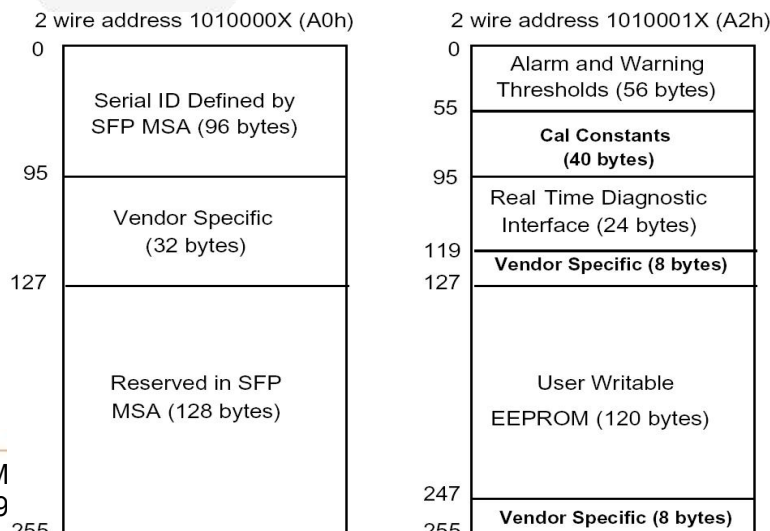 2 wire address 1010000X (A0h)
0
Serial ID Defined by
SFP MSA (96 bytes)
95
Vendor Specific
(32 bytes)
127
Reserved in SFP
MSA (128 bytes)
M
9
255
2 wire address 1010001X (A2h)
0
Alarm and Warning
Thresholds (56 bytes)
55
Cal Constants
(40 bytes)
95
Real Time Diagnostic
Interface (24 bytes)
119
Vendor Specific (8 bytes)
127
User Writable
EEPROM (120 bytes)
247
Vendor Specific (8 bytes)
255